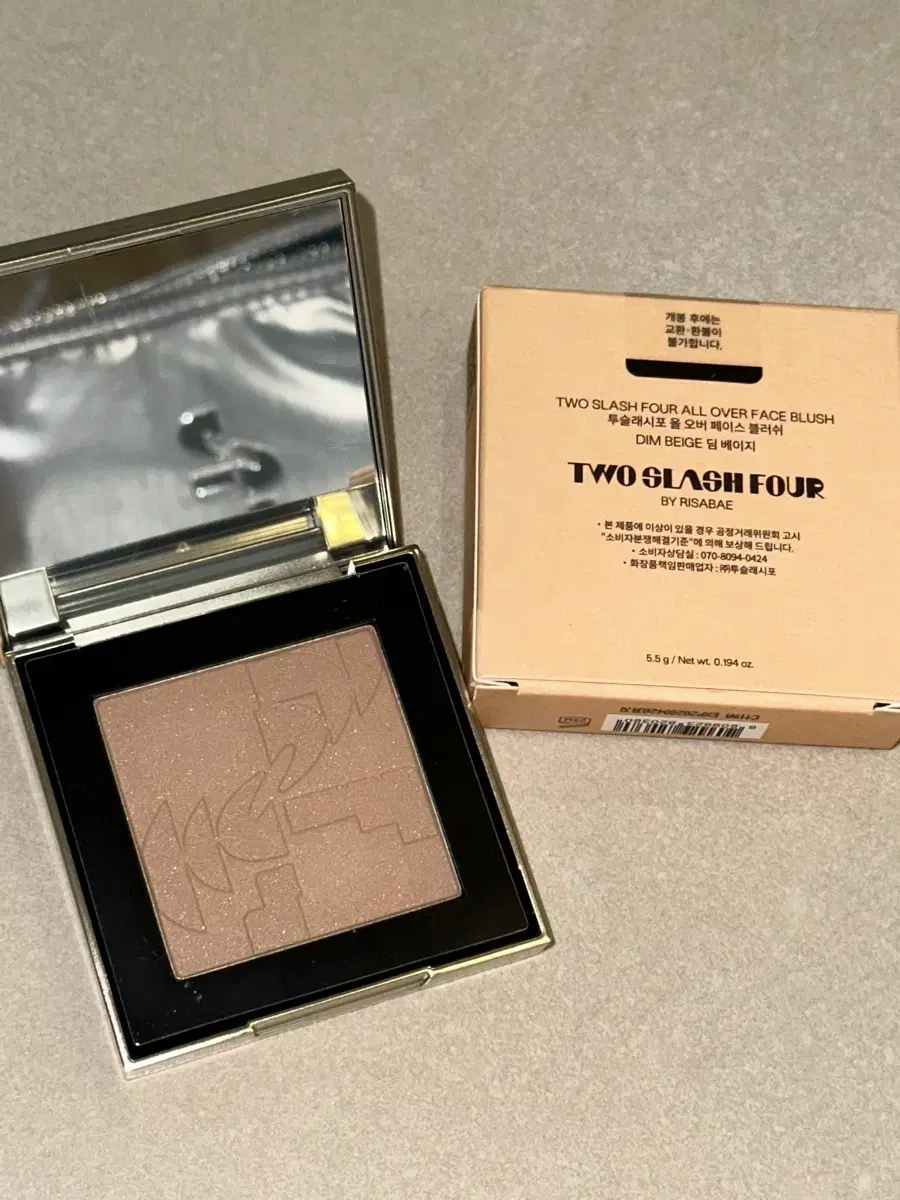 개봉 후에는
교환·환불이
불가합니다.
TWO SLASH FOUR ALL OVER FACE BLUSH
투슬래시포 올 오버 페이스 블러쉬
DIM BEIGE 딤 베이지
TWO SLASH FOUR
BY RISABAE
• 본 제품에 이상이 있을 경우 공정거래위원회 고시
"소비자분쟁해결기준"에 의해 보상해 드립니다.
• 소비자상담실 : 070-8094-0424
• 화장품책임판매업자 : ㈜투슬래시포
5.5 g / Net wt. 0.194 oz.